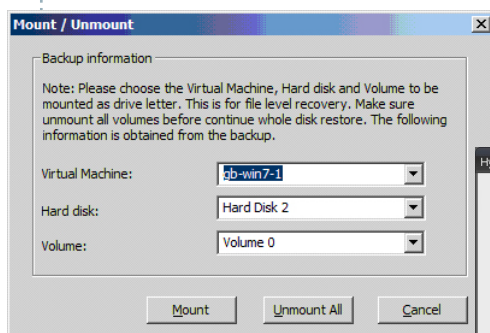 Mount / Unmount
Backup information
Note: Please choose the Virtual Machine, Hard disk and Volume to be
mounted as drive letter. This is for file level recovery. Make sure
unmount all volumes before continue whole disk restore. The following
information is obtained from the backup.
Virtual Machine:
gb-win7-1
Hard disk:
Hard Disk 2
Volume:
Volume 0
Mount
Unmount All
Cancel